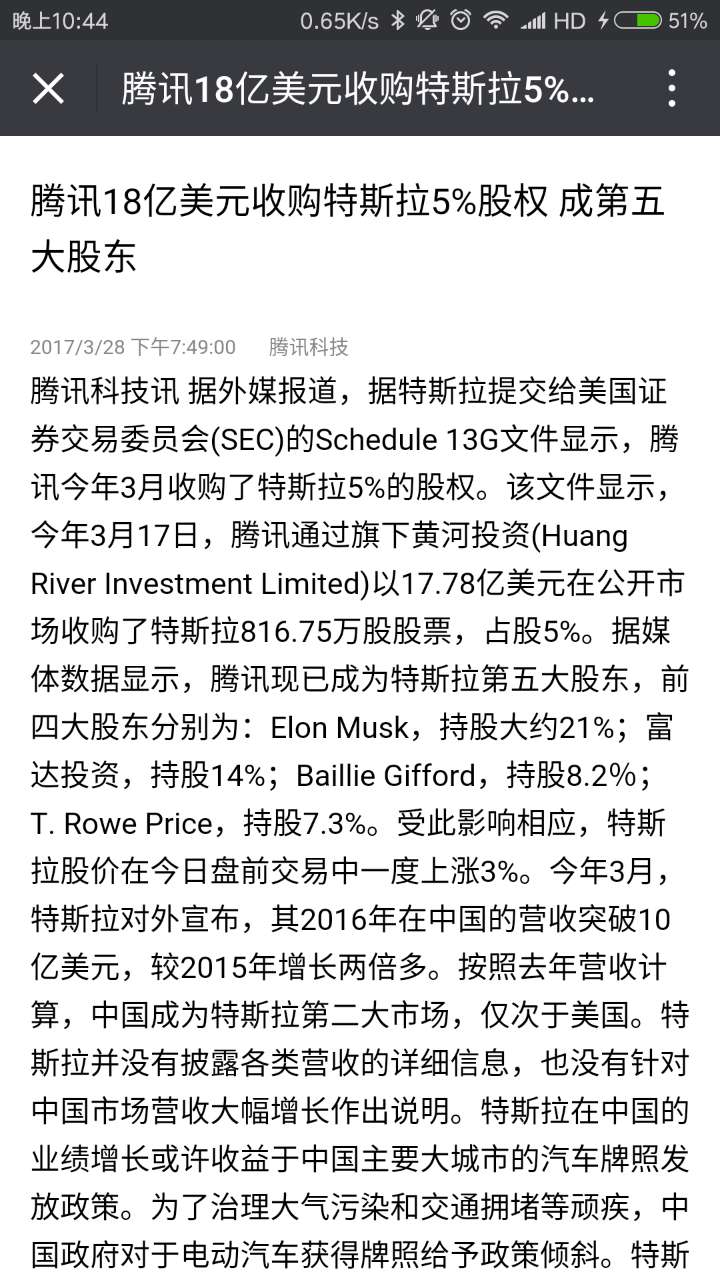 晚上10:44
0.65K/s
HD
51%
腾讯18亿美元收购特斯拉5%...
腾讯18亿美元收购特斯拉5%股权 成第五
大股东
2017/3/28 下午7:49:00 腾讯科技
腾讯科技讯 据外媒报道，据特斯拉提交给美国证
券交易委员会(SEC)的Schedule 13G文件显示，腾
讯今年3月收购了特斯拉5%的股权。该文件显示，
今年3月17日，腾讯通过旗下黄河投资(Huang
River Investment Limited)以17.78亿美元在公开市
场收购了特斯拉816.75万股股票，占股5%。据媒
体数据显示，腾讯现已成为特斯拉第五大股东，前
四大股东分别为：Elon Musk，持股大约21%；富
达投资，持股14%；Baillie Gifford，持股8.2%；
T. Rowe Price，持股7.3%。受此影响相应，特斯
拉股价在今日盘前交易中一度上涨3%。今年3月，
特斯拉对外宣布，其2016年在中国的营收突破10
亿美元，较2015年增长两倍多。按照去年营收计
算，中国成为特斯拉第二大市场，仅次于美国。特
斯拉并没有披露各类营收的详细信息，也没有针对
中国市场营收大幅增长作出说明。特斯拉在中国的
业绩增长或许收益于中国主要大城市的汽车牌照发
放政策。为了治理大气污染和交通拥堵等顽疾，中
国政府对于电动汽车获得牌照给予政策倾斜。特斯